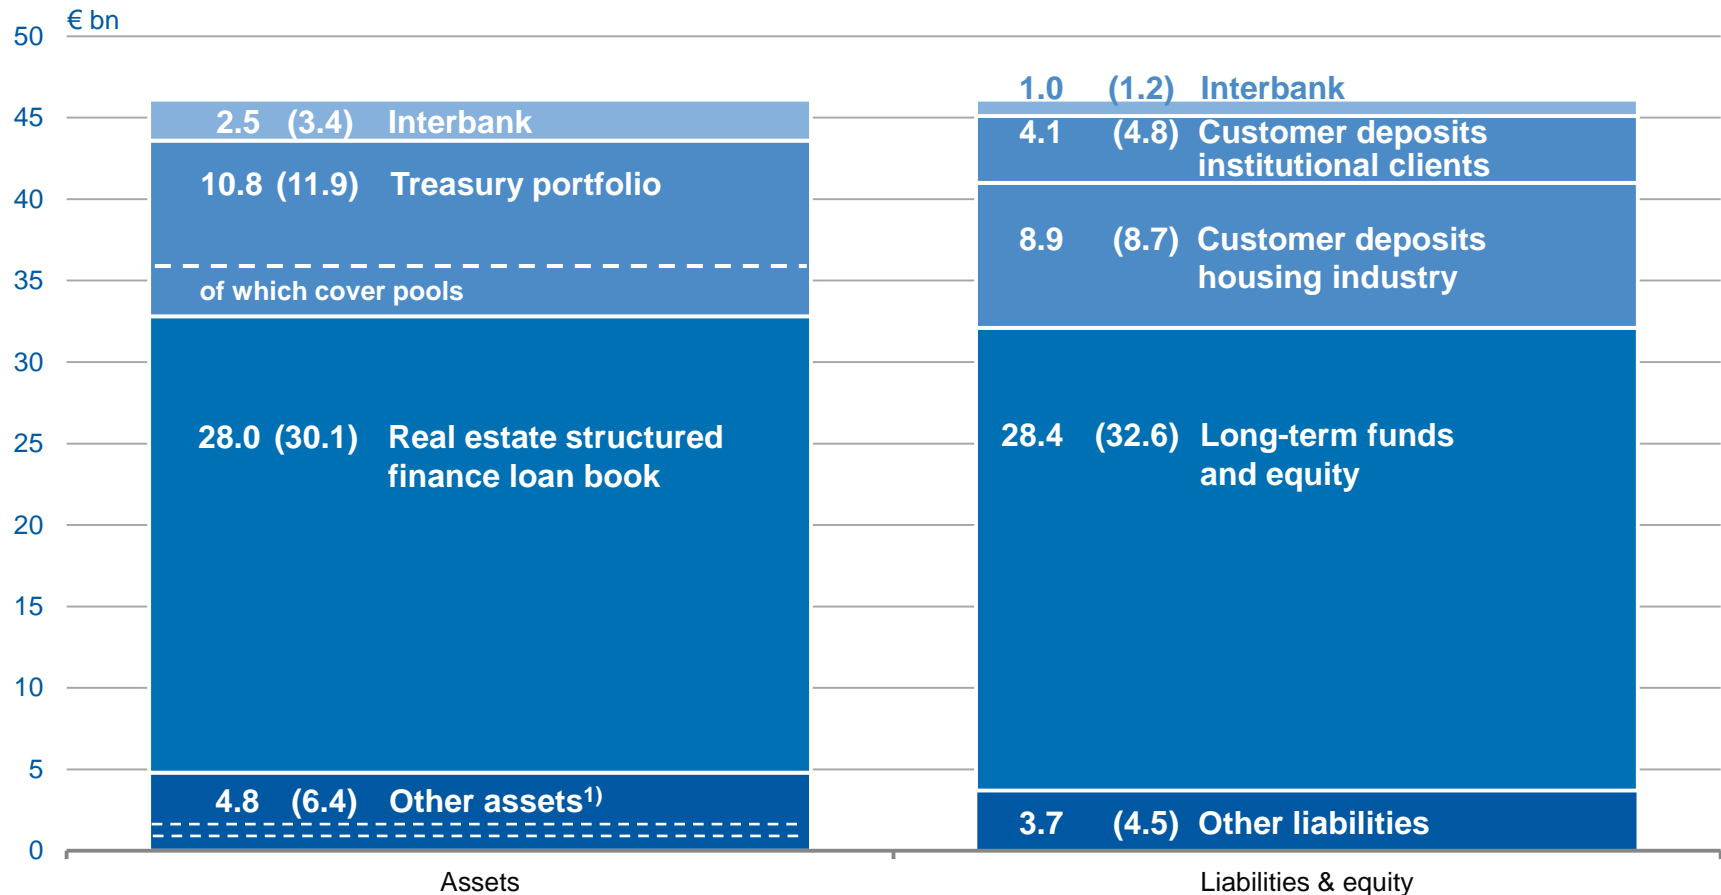 € bn
50
45
40
35
30
25
20
15
10
5
0
2.5 (3.4) Interbank
10.8 (11.9) Treasury portfolio
of which cover pools
28.0 (30.1) Real estate structured
finance loan book
4.8 (6.4) Other assets1)
Assets
1.0 (1.2) Interbank
4.1 (4.8) Customer deposits
institutional clients
8.9 (8.7) Customer deposits
housing industry
28.4 (32.6) Long-term funds
and equity
3.7 (4.5) Other liabilities
Liabilities & equity